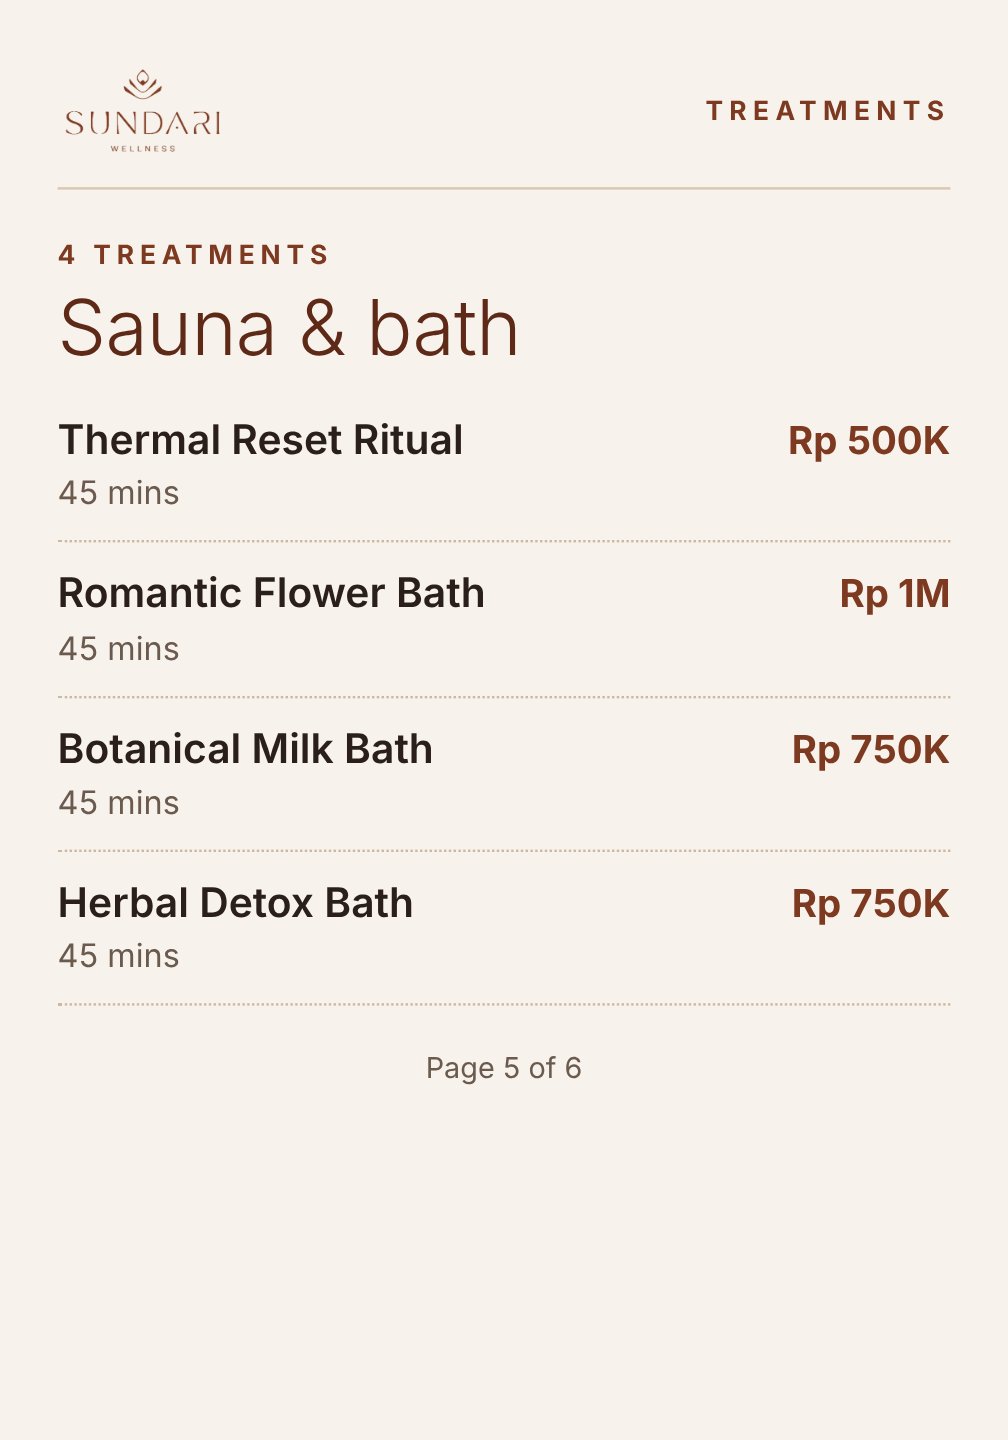 SUNDARI
WELLNESS
TREATMENTS
4 TREATMENTS
Sauna & bath
Thermal Reset Ritual Rp 500K
45 mins
Romantic Flower Bath Rp 1M
45 mins
Botanical Milk Bath Rp 750K
45 mins
Herbal Detox Bath Rp 750K
45 mins
Page 5 of 6